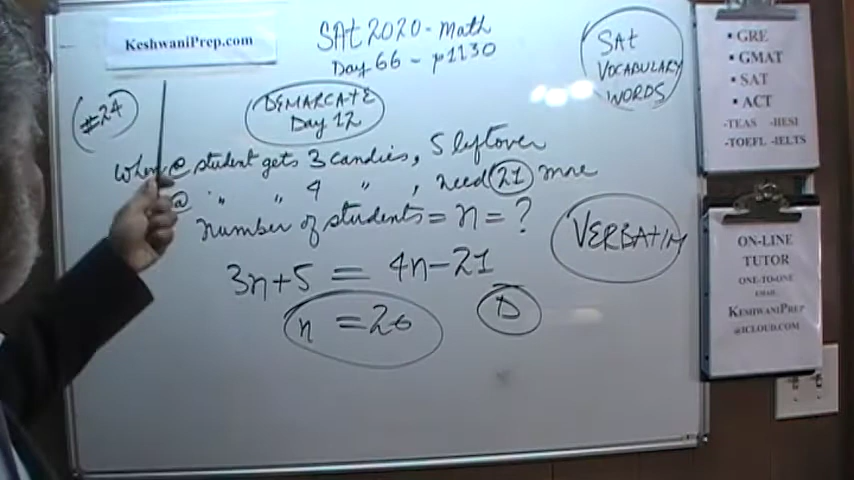 KeshwaniPrep.com
SAt 2020 - Math
Day 66 - p1130
SAt
VOCABULARY
WORDS
#24
DEMARCATE
Day 12
when @ student gets 3 candies, 5 leftover
@ " " 4 " , need 21 more
number of students = n = ?
VERBATIM
3n+5 = 4n-21
n = 26
D
• GRE
• GMAT
• SAT
• ACT
-TEAS -HESI
-TOEFL -IELTS
ON-LINE
TUTOR
ONE-TO-ONE
EMAIL
KESHWANIPREP
@ICLOUD.COM